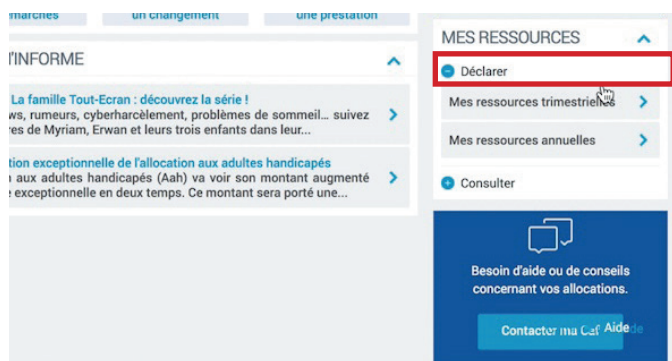 démarches
un changement
une prestation
J'INFORME
La famille Tout-Ecran : découvrez la série !
ws, rumeurs, cyberharcèlement, problèmes de sommeil... suivez
res de Myriam, Erwan et leurs trois enfants dans leur...
tion exceptionnelle de l'allocation aux adultes handicapés
n aux adultes handicapés (Aah) va voir son montant augmenté
e exceptionnelle en deux temps. Ce montant sera porté une...
MES RESSOURCES
Déclarer
Mes ressources trimestrielles
Mes ressources annuelles
Consulter
Besoin d'aide ou de conseils
concernant vos allocations.
Contacter ma Caf
Aide